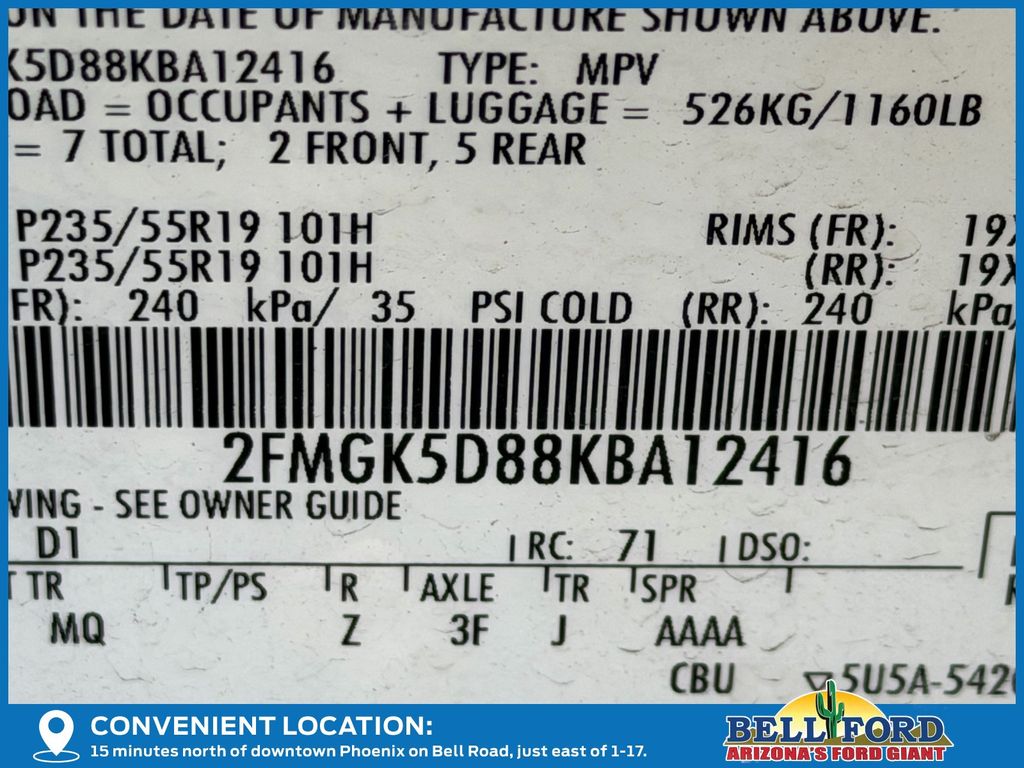 ON THE DATE OF MANUFACTURE SHOWN ABOVE.
K5D88KBA12416 TYPE: MPV
OAD = OCCUPANTS + LUGGAGE = 526KG/1160LB
= 7 TOTAL; 2 FRONT, 5 REAR
P235/55R19 101H RIMS (FR): 19X
P235/55R19 101H (RR): 19X
FR): 240 kPa/ 35 PSI COLD (RR): 240 kPa/
2FMGK5D88KBA12416
WING - SEE OWNER GUIDE
D1 RC: 71 DSO:
T TR TP/PS R AXLE TR SPR
MQ Z 3F J AAAA
CBU ▽5U5A-542
CONVENIENT LOCATION:
15 minutes north of downtown Phoenix on Bell Road, just east of 1-17.
BELL FORD
ARIZONA'S FORD GIANT